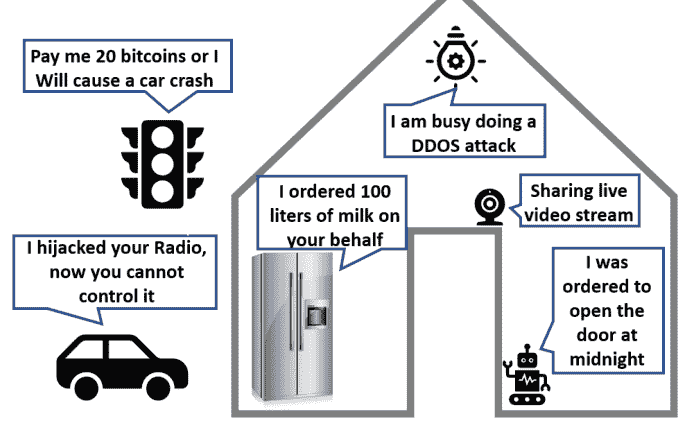 Pay me 20 bitcoins or I
Will cause a car crash
I am busy doing a
DDOS attack
I ordered 100
liters of milk on
your behalf
Sharing live
video stream
I hijacked your Radio,
now you cannot
control it
I was
ordered to
open the
door at
midnight